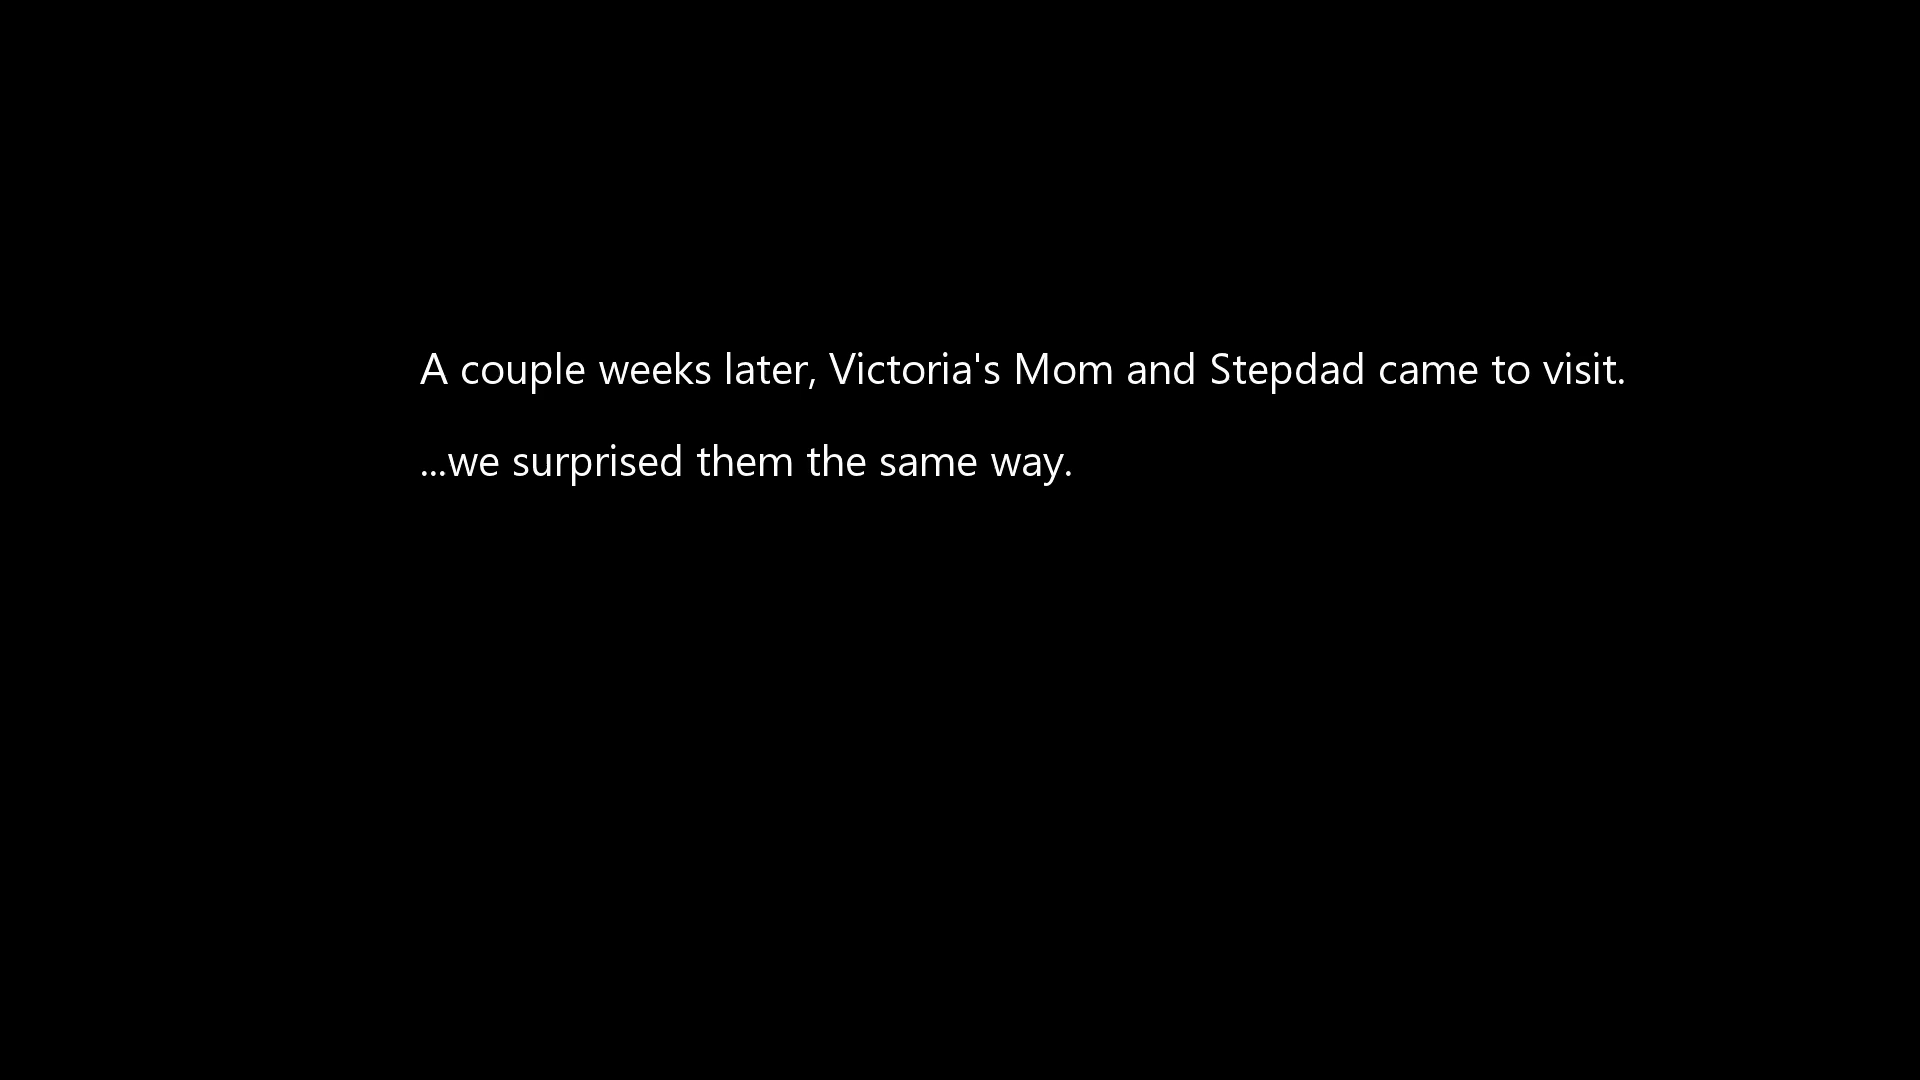 A couple weeks later, Victoria's Mom and Stepdad came to visit.
...we surprised them the same way.